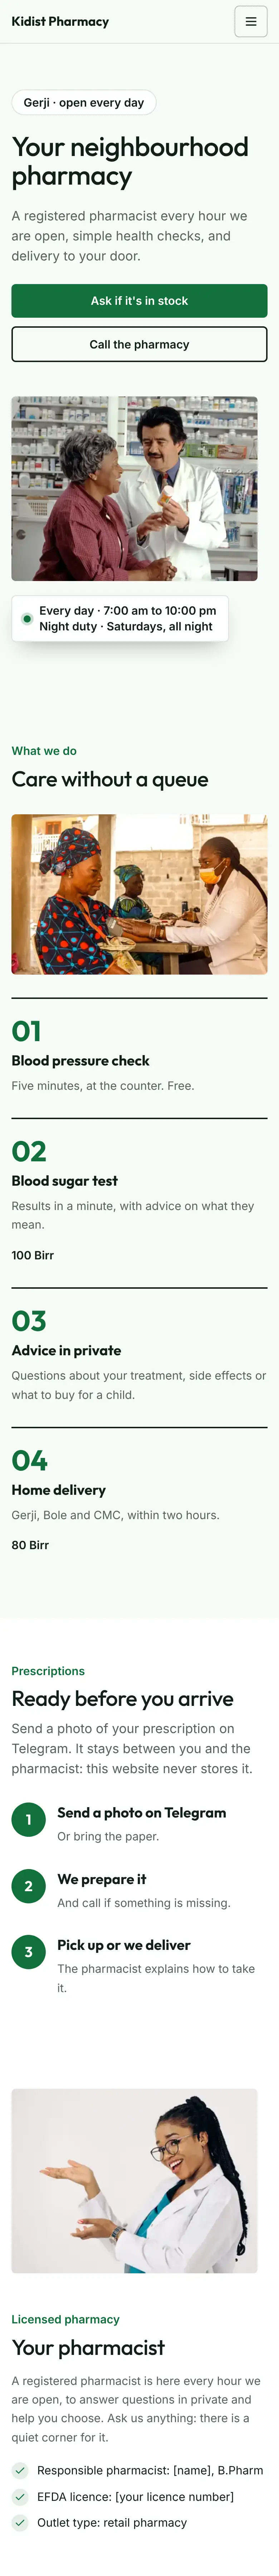 Kidist Pharmacy
Gerji · open every day
Your neighbourhood
pharmacy
A registered pharmacist every hour we
are open, simple health checks, and
delivery to your door.
Ask if it's in stock
Call the pharmacy
Every day · 7:00 am to 10:00 pm
Night duty · Saturdays, all night
What we do
Care without a queue
01
Blood pressure check
Five minutes, at the counter. Free.
02
Blood sugar test
Results in a minute, with advice on what they
mean.
100 Birr
03
Advice in private
Questions about your treatment, side effects or
what to buy for a child.
04
Home delivery
Gerji, Bole and CMC, within two hours.
80 Birr
Prescriptions
Ready before you arrive
Send a photo of your prescription on
Telegram. It stays between you and the
pharmacist: this website never stores it.
1
Send a photo on Telegram
Or bring the paper.
2
We prepare it
And call if something is missing.
3
Pick up or we deliver
The pharmacist explains how to take
it.
Licensed pharmacy
Your pharmacist
A registered pharmacist is here every hour we
are open, to answer questions in private and
help you choose. Ask us anything: there is a
quiet corner for it.
Responsible pharmacist: [name], B.Pharm
EFDA licence: [your licence number]
Outlet type: retail pharmacy